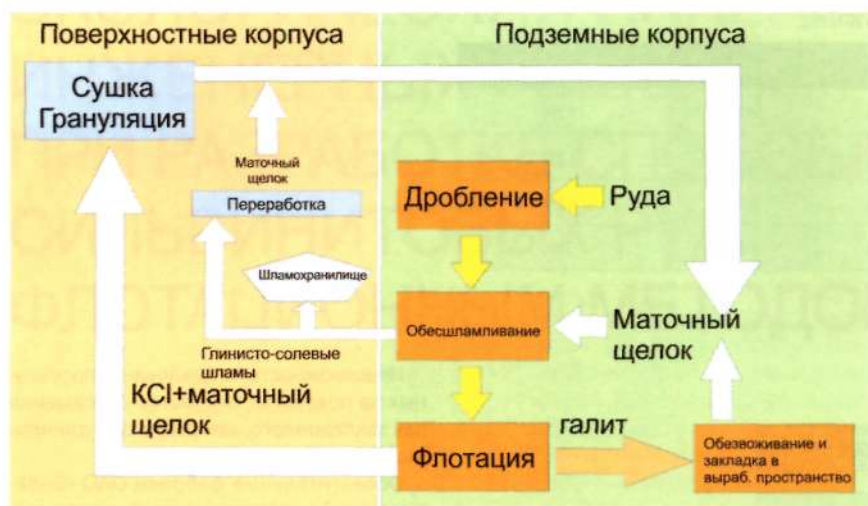 Поверхностные корпуса
Подземные корпуса
Сушка
Грануляция
Маточный
щелок
Переработка
Дробление
Руда
Шламохранилище
Обесшламливание
Маточный
щелок
Глинисто-солевые
шламы
KCl+маточный
щелок
Флотация
галит
Обезвоживание и
закладка в
выраб. пространство